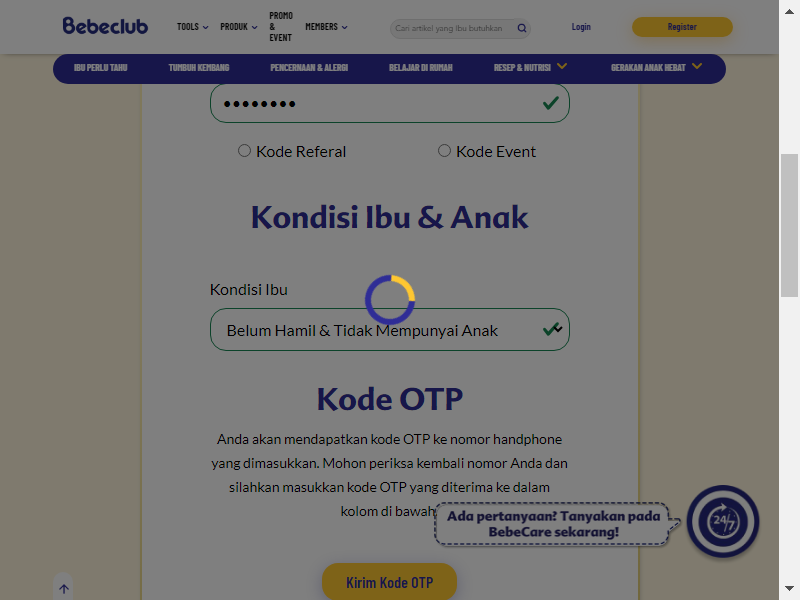 Bebeclub
TOOLS
PRODUK
PROMO
&
EVENT
MEMBERS
Cari artikel yang Ibu butuhkan
Login
Register
IBU PERLU TAHU
TUMBUH KEMBANG
PENCERNAAN & ALERGI
BELAJAR DI RUMAH
RESEP & NUTRISI
GERAKAN ANAK HEBAT
Kode Referal
Kode Event
Kondisi Ibu & Anak
Kondisi Ibu
Belum Hamil & Tidak Mempunyai Anak
Kode OTP
Anda akan mendapatkan kode OTP ke nomor handphone
yang dimasukkan. Mohon periksa kembali nomor Anda dan
silahkan masukkan kode OTP yang diterima ke dalam
kolom di bawah
Ada pertanyaan? Tanyakan pada
BebeCare sekarang!
24/7
Kirim Kode OTP